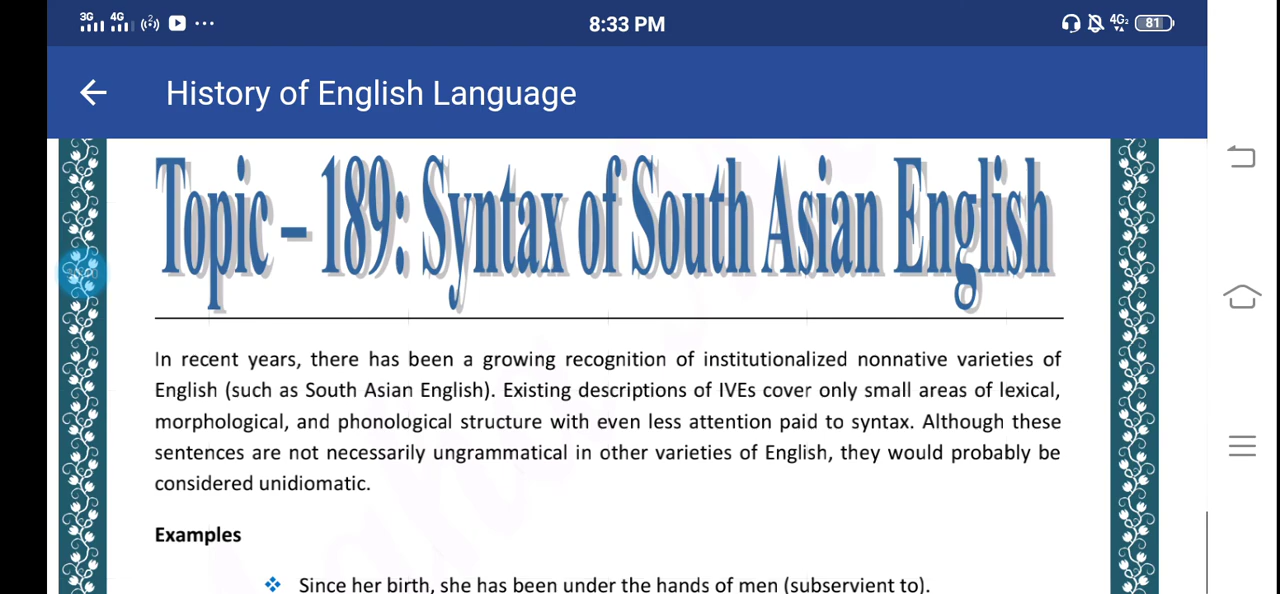 3G 4G 8:33 PM 4G2 81
History of English Language
Topic – 189: Syntax of South Asian English
In recent years, there has been a growing recognition of institutionalized nonnative varieties of
English (such as South Asian English). Existing descriptions of IVEs cover only small areas of lexical,
morphological, and phonological structure with even less attention paid to syntax. Although these
sentences are not necessarily ungrammatical in other varieties of English, they would probably be
considered unidiomatic.
Examples
Since her birth, she has been under the hands of men (subservient to).